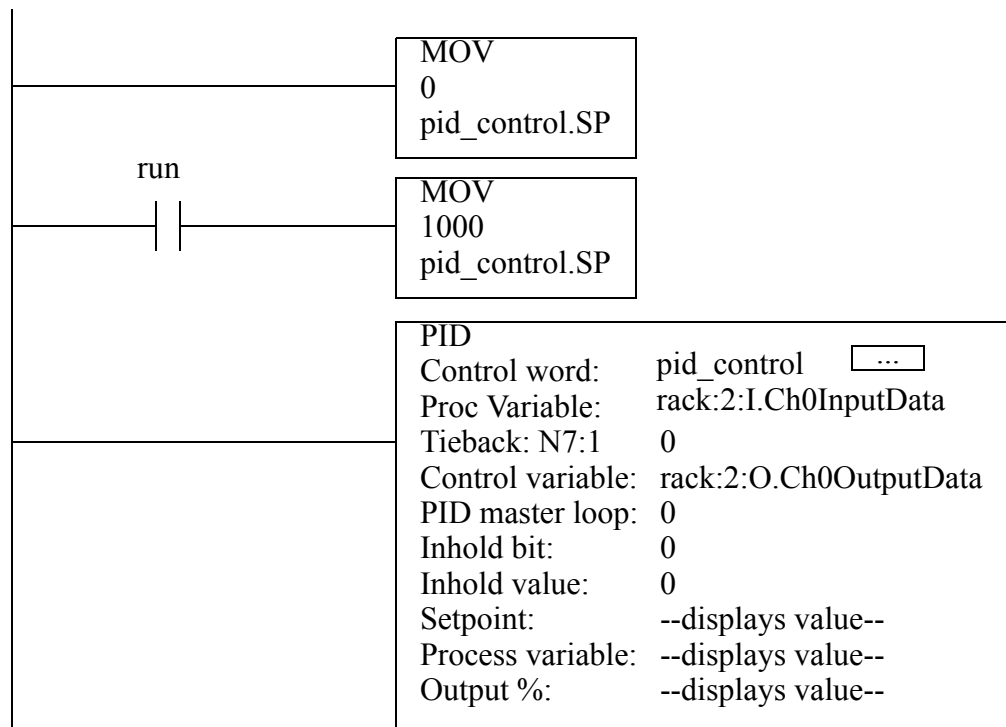 MOV
0
pid_control.SP
run
MOV
1000
pid_control.SP
PID
Control word: pid_control ...
Proc Variable: rack:2:I.Ch0InputData
Tieback: N7:1 0
Control variable: rack:2:O.Ch0OutputData
PID master loop: 0
Inhold bit: 0
Inhold value: 0
Setpoint: --displays value--
Process variable: --displays value--
Output %: --displays value--